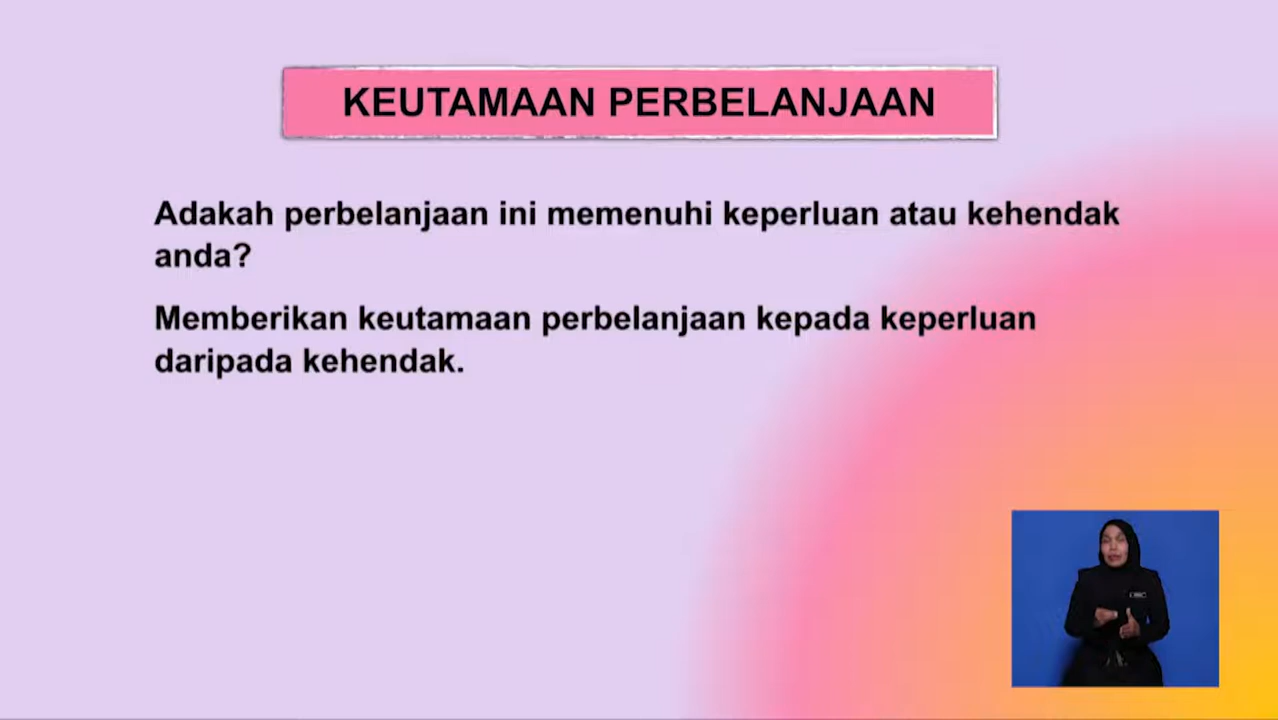 KEUTAMAAN PERBELANJAAN
Adakah perbelanjaan ini memenuhi keperluan atau kehendak
anda?
Memberikan keutamaan perbelanjaan kepada keperluan
daripada kehendak.